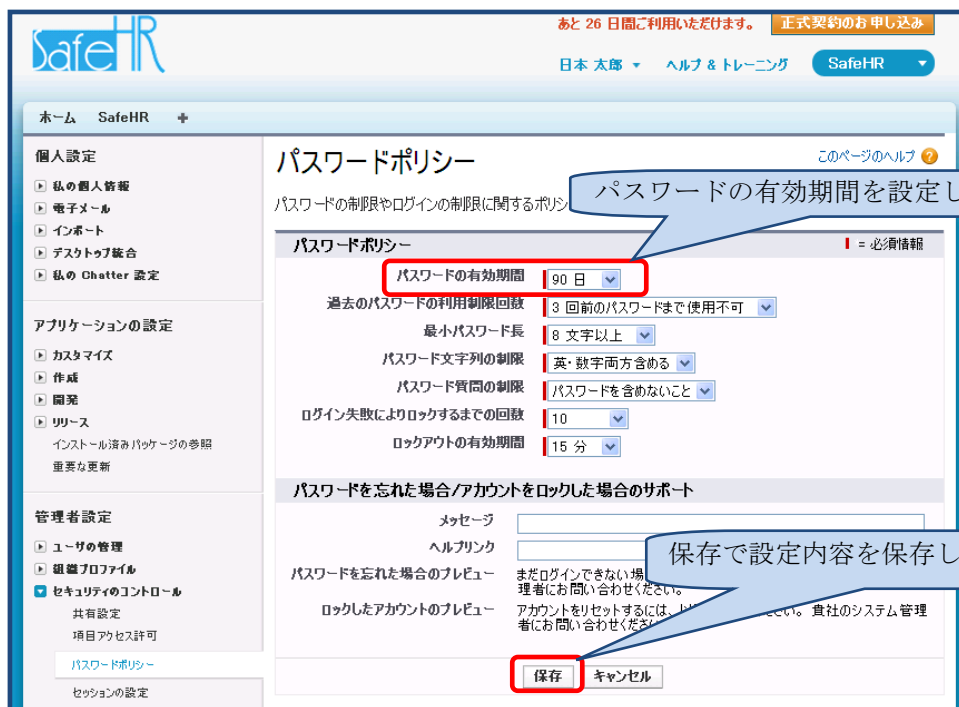 SafeHR
あと 26 日間ご利用いただけます。 正式契約のお申し込み
日本 太郎 ヘルプ & トレーニング SafeHR
ホーム SafeHR +
個人設定
私の個人情報
電子メール
インポート
デスクトップ統合
私の Chatter 設定
アプリケーションの設定
カスタマイズ
作成
開発
リリース
インストール済みパッケージの参照
重要な更新
管理者設定
ユーザの管理
組織プロファイル
セキュリティのコントロール
共有設定
項目アクセス許可
パスワードポリシー
セッションの設定
パスワードポリシー
このページのヘルプ
パスワードの制限やログインの制限に関するポリシ
パスワードの有効期間を設定し
パスワードポリシー
= 必須情報
パスワードの有効期間 90 日
過去のパスワードの利用制限回数 3 回前のパスワードまで使用不可
最小パスワード長 8 文字以上
パスワード文字列の制限 英・数字両方含める
パスワード質問の制限 パスワードを含めないこと
ログイン失敗によりロックするまでの回数 10
ロックアウトの有効期間 15 分
パスワードを忘れた場合/アカウントをロックした場合のサポート
メッセージ
ヘルプリンク
保存で設定内容を保存し
パスワードを忘れた場合のプレビュー まだログインできない場
理者にお問い合わせください。
ロックしたアカウントのプレビュー アカウントをリセットするには、 ください。貴社のシステム管理
者にお問い合わせくださ
保存 キャンセル